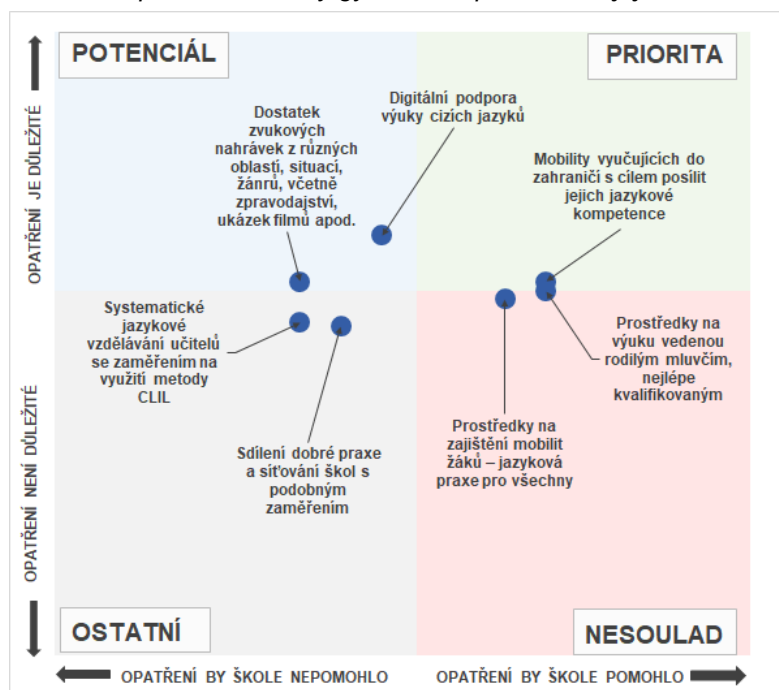 POTENCIÁL
PRIORITA
OPATŘENÍ JE DŮLEŽITÉ
Dostatek
zvukových
nahrávek z různých
oblastí, situací,
žánrů, včetně
zpravodajství,
ukázek filmů apod.
Digitální podpora
výuky cizích jazyků
Mobility vyučujících do
zahraničí s cílem posílit
jejich jazykové
kompetence
Systematické
jazykové
vzdělávání učitelů
se zaměřením na
využití metody
CLIL
Sdílení dobré praxe
a síťování škol s
podobným
zaměřením
Prostředky na
zajištění mobilit
žáků – jazyková
praxe pro všechny
Prostředky na
výuku vedenou
rodilým mluvčím,
nejlépe
kvalifikovaným
OPATŘENÍ NENÍ DŮLEŽITÉ
OSTATNÍ
NESOULAD
OPATŘENÍ BY ŠKOLE NEPOMOHLO
OPATŘENÍ BY ŠKOLE POMOHLO